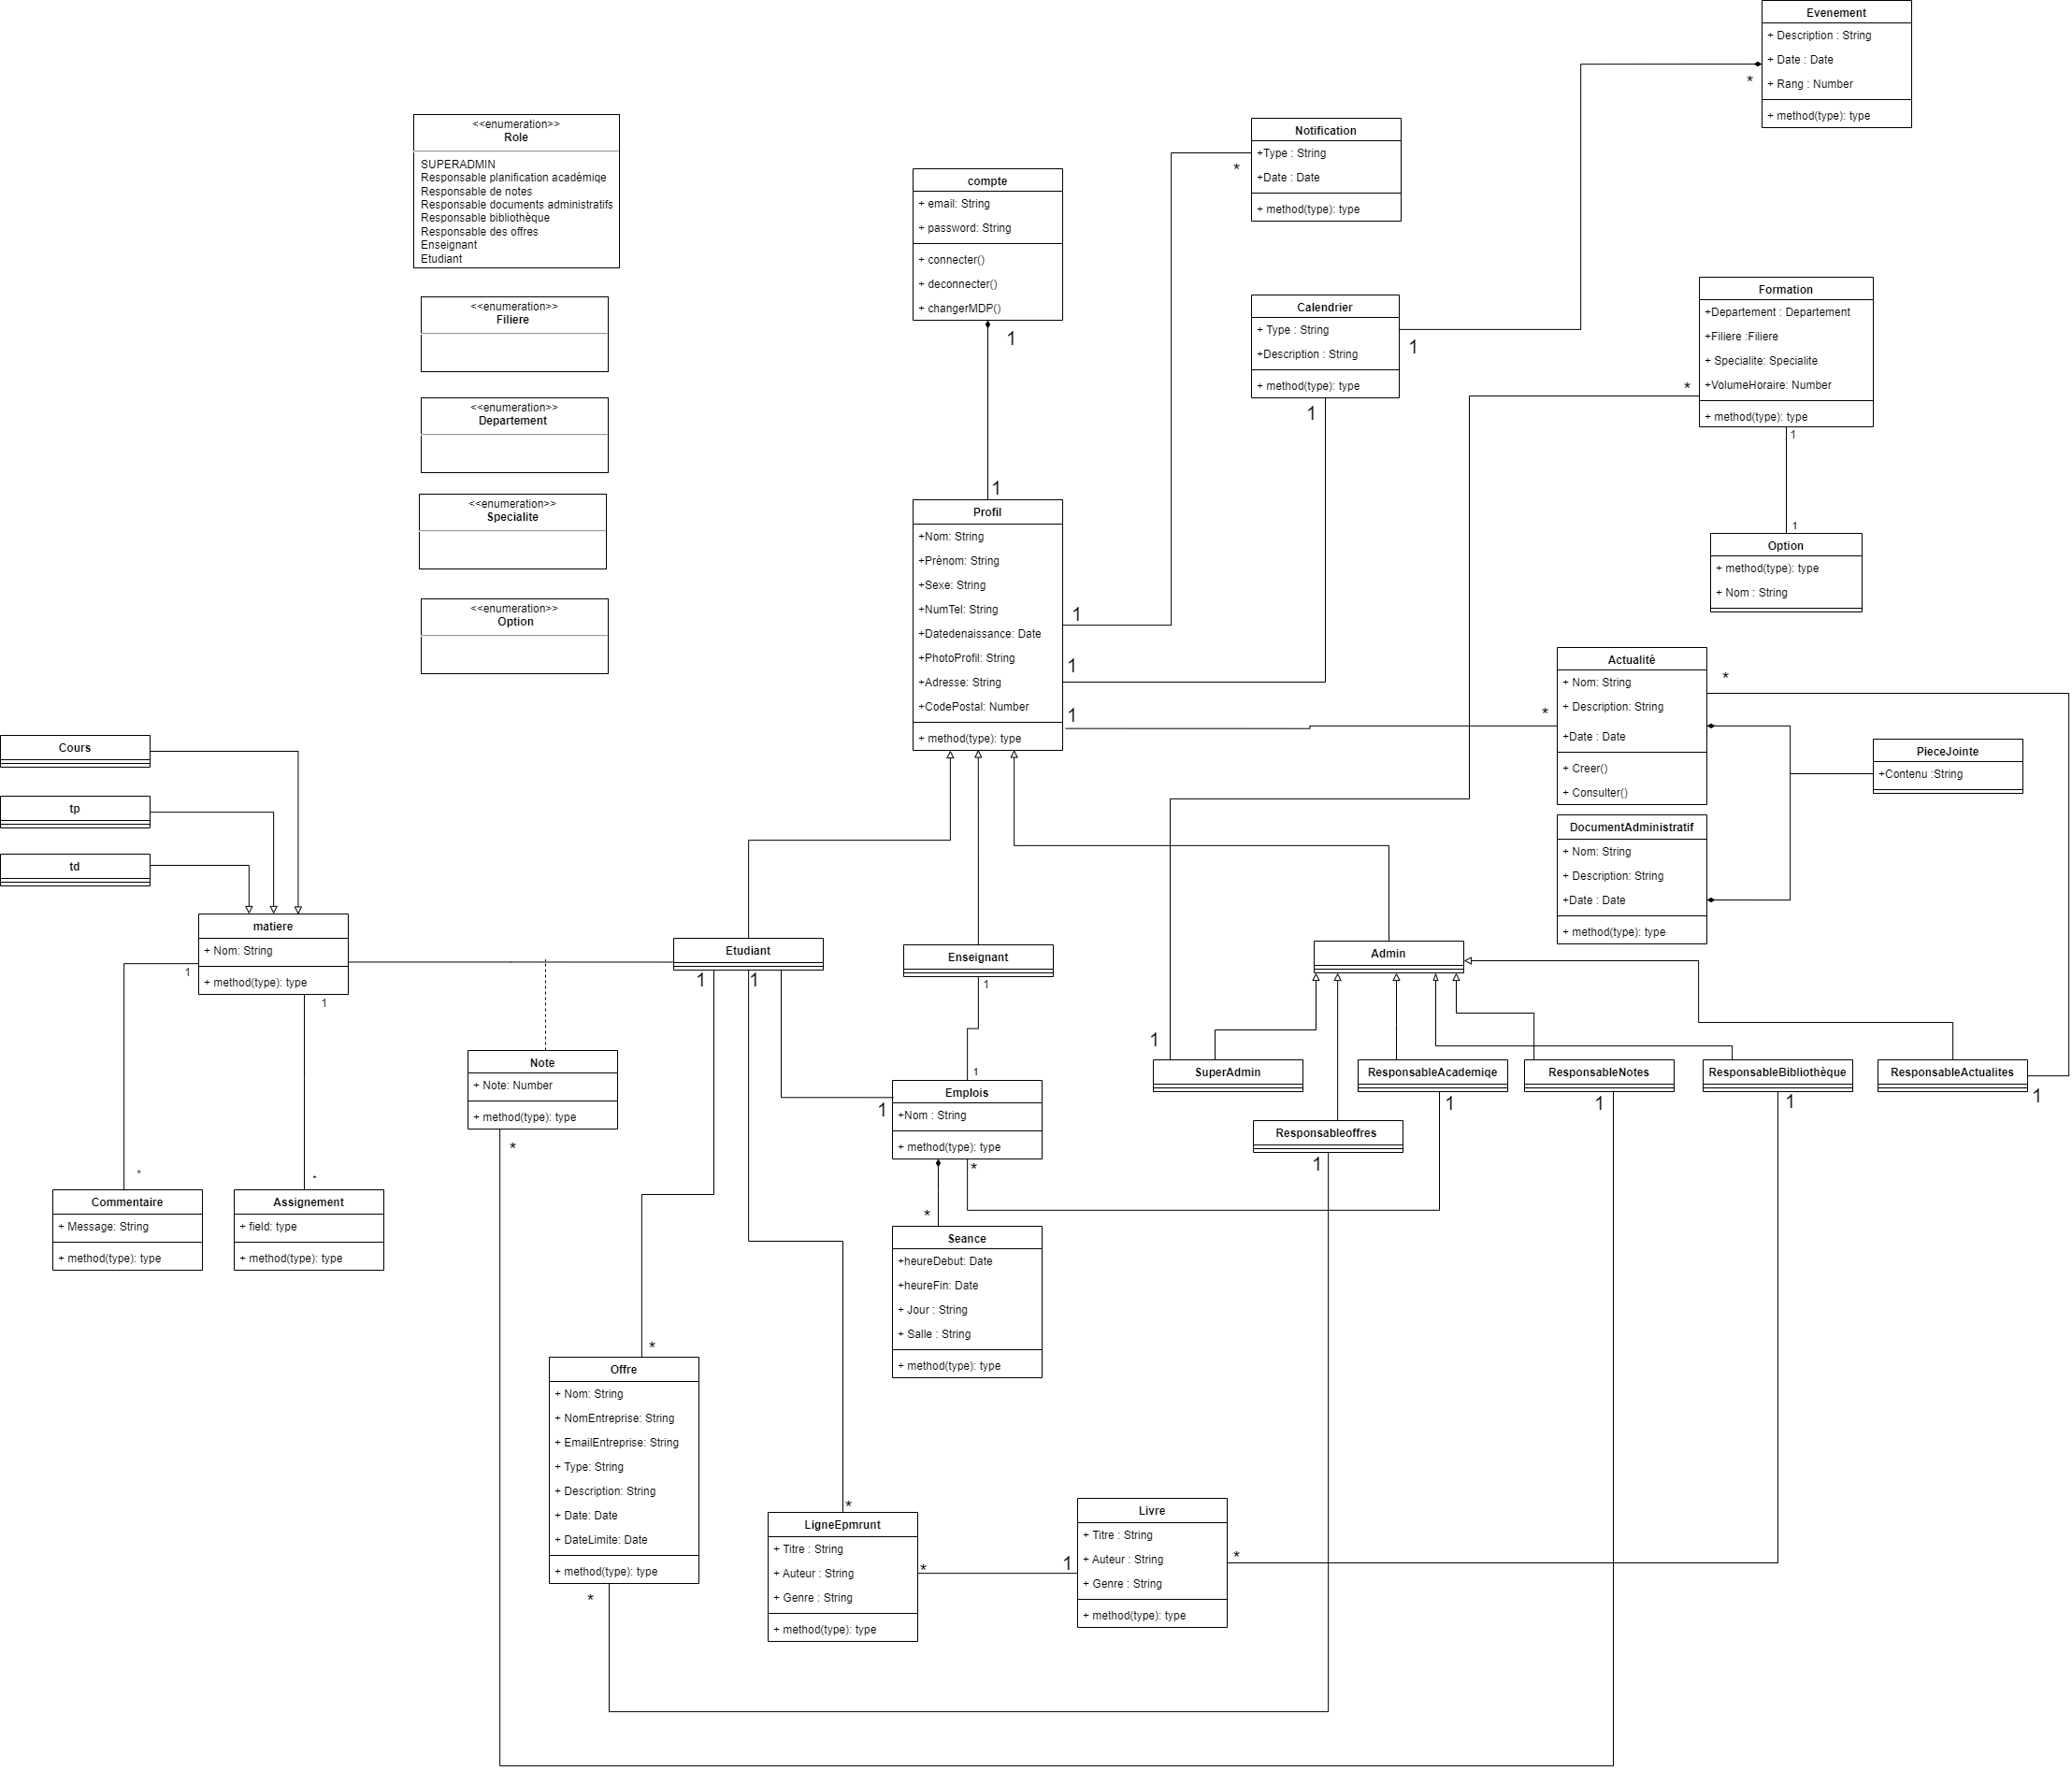 Evenement
+ Description : String
+ Date : Date
+ Rang : Number
+ method(type): type
*
<<enumeration>>
Role
SUPERADMIN
Responsable planification académiqe
Responsable de notes
Responsable documents administratifs
Responsable bibliothèque
Responsable des offres
Enseignant
Etudiant
Notification
+Type : String
+Date : Date
+ method(type): type
*
compte
+ email: String
+ password: String
+ connecter()
+ deconnecter()
+ changerMDP()
1
<<enumeration>>
Filiere
Calendrier
+ Type : String
+Description : String
+ method(type): type
1
1
Formation
+Departement : Departement
+Filiere :Filiere
+ Specialite: Specialite
+VolumeHoraire: Number
+ method(type): type
*
1
<<enumeration>>
Departement
<<enumeration>>
Specialite
<<enumeration>>
Option
1
Profil
+Nom: String
+Prénom: String
+Sexe: String
+NumTel: String
+Datedenaissance: Date
+PhotoProfil: String
+Adresse: String
+CodePostal: Number
+ method(type): type
1
1
1
1
Option
+ method(type): type
+ Nom : String
Actualité
+ Nom: String
+ Description: String
+Date : Date
+ Creer()
+ Consulter()
*
*
PieceJointe
+Contenu :String
DocumentAdministratif
+ Nom: String
+ Description: String
+Date : Date
+ method(type): type
Cours
tp
td
matiere
+ Nom: String
+ method(type): type
1
1
Etudiant
1
1
Enseignant
1
Admin
1
SuperAdmin
ResponsableAcademiqe
1
ResponsableNotes
1
ResponsableBibliothèque
1
ResponsableActualites
1
Responsableoffres
1
Note
+ Note: Number
+ method(type): type
*
1
1
Emplois
+Nom : String
+ method(type): type
*
*
Commentaire
+ Message: String
+ method(type): type
*
Assignement
+ field: type
+ method(type): type
*
Seance
+heureDebut: Date
+heureFin: Date
+ Jour : String
+ Salle : String
+ method(type): type
*
Offre
+ Nom: String
+ NomEntreprise: String
+ EmailEntreprise: String
+ Type: String
+ Description: String
+ Date: Date
+ DateLimite: Date
+ method(type): type
*
*
LigneEpmrunt
+ Titre : String
+ Auteur : String
+ Genre : String
+ method(type): type
*
1
Livre
+ Titre : String
+ Auteur : String
+ Genre : String
+ method(type): type
*